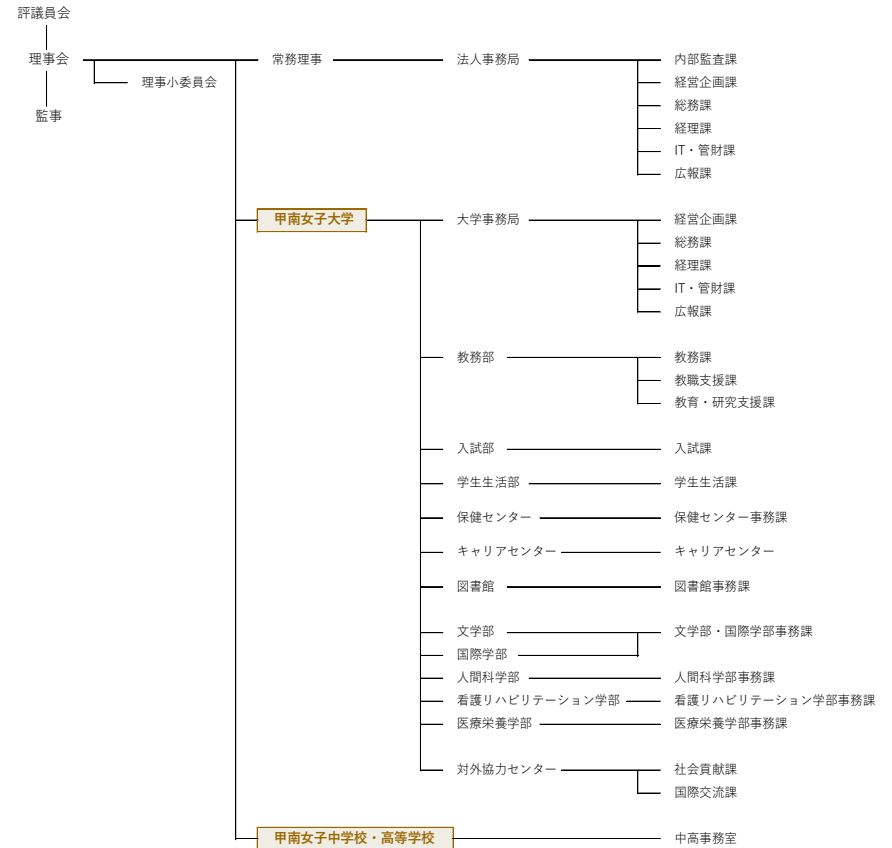 評議員会
理事会
理事小委員会
監事
常務理事
法人事務局
内部監査課
経営企画課
総務課
経理課
IT・管財課
広報課
甲南女子大学
大学事務局
経営企画課
総務課
経理課
IT・管財課
広報課
教務部
教務課
教職支援課
教育・研究支援課
入試部
入試課
学生生活部
学生生活課
保健センター
保健センター事務課
キャリアセンター
キャリアセンター
図書館
図書館事務課
文学部
文学部・国際学部事務課
国際学部
人間科学部
人間科学部事務課
看護リハビリテーション学部
看護リハビリテーション学部事務課
医療栄養学部
医療栄養学部事務課
対外協力センター
社会貢献課
国際交流課
甲南女子中学校・高等学校
中高事務室